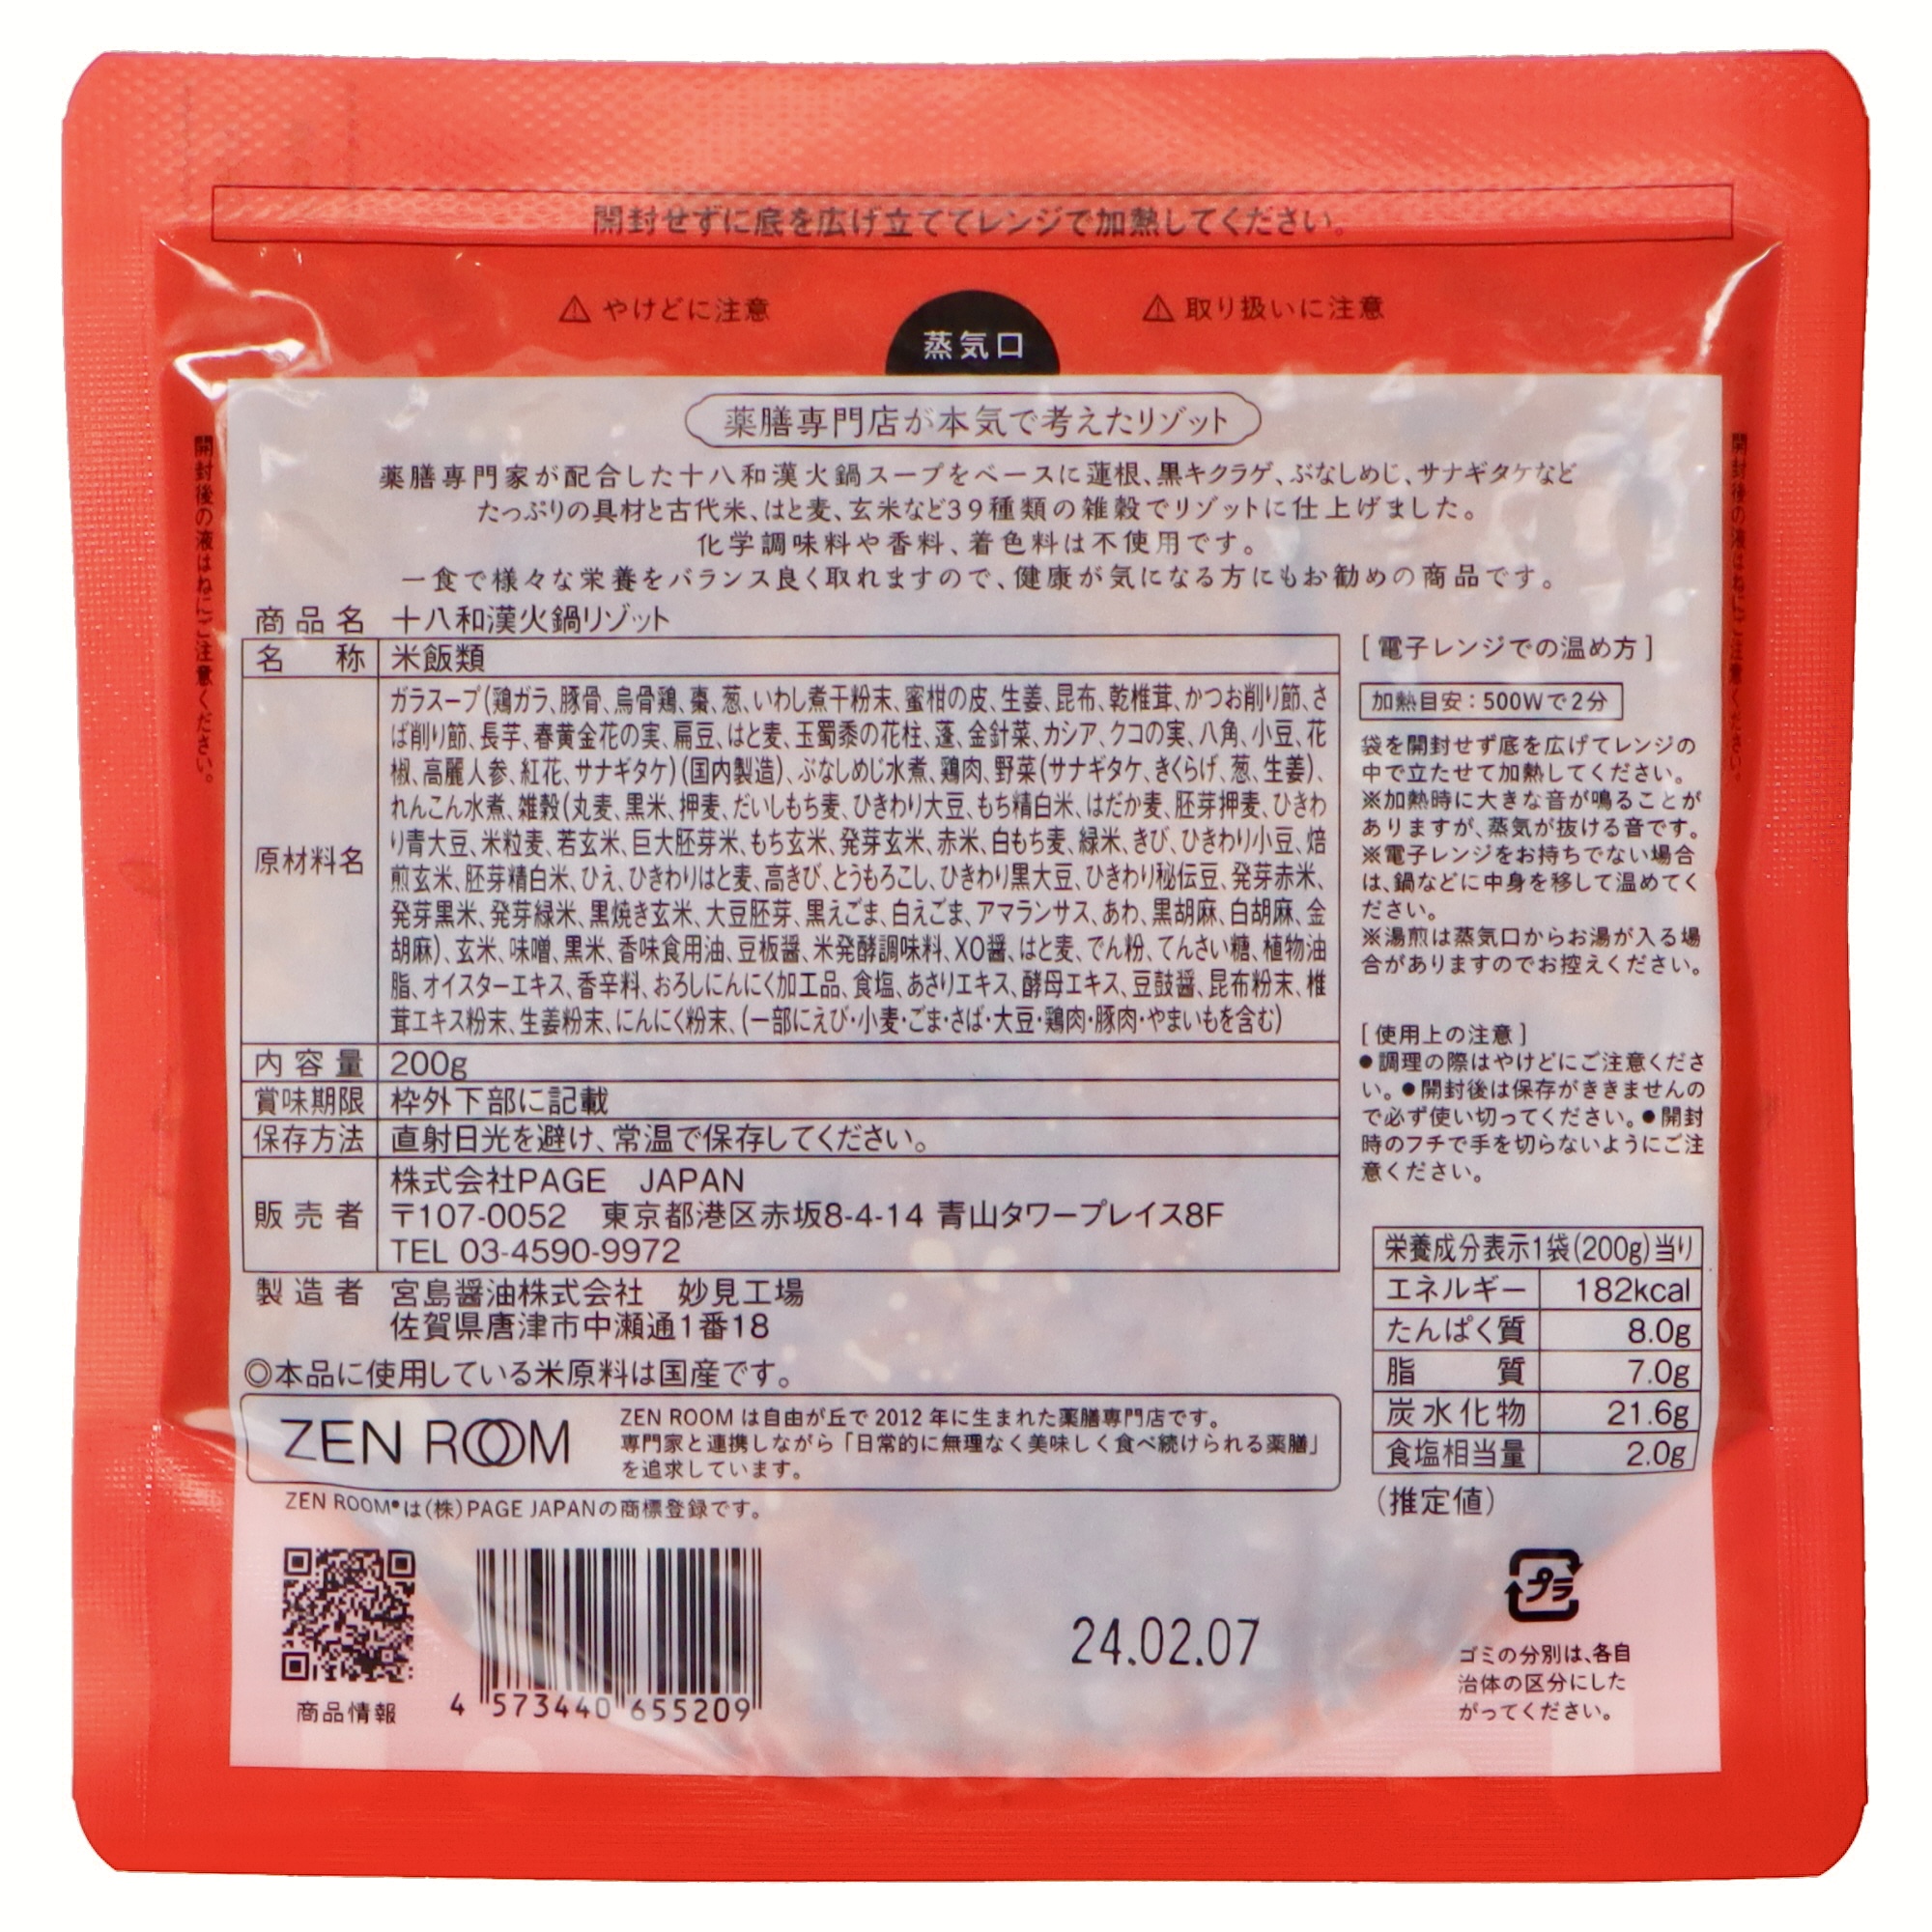 開封せずに底を広げ立ててレンジで加熱してください。
⚠ やけどに注意
⚠ 取り扱いに注意
蒸気口
開封後の液はねにご注意ください。
開封後の液はねにご注意ください。
薬膳専門店が本気で考えたリゾット
薬膳専門家が配合した十八和漢火鍋スープをベースに蓮根、黒キクラゲ、ぶなしめじ、サナギタケなど
たっぷりの具材と古代米、はと麦、玄米など39種類の雑穀でリゾットに仕上げました。
化学調味料や香料、着色料は不使用です。
一食で様々な栄養をバランス良く取れますので、健康が気になる方にもお勧めの商品です。
商品名 十八和漢火鍋リゾット
名 称 米飯類
原材料名
ガラスープ(鶏ガラ、豚骨、烏骨鶏、棗、葱、いわし煮干粉末、蜜柑の皮、生姜、昆布、乾椎茸、かつお削り節、さ
ば削り節、長芋、春黄金花の実、扁豆、はと麦、玉蜀黍の花柱、蓬、金針菜、カシア、クコの実、八角、小豆、花
椒、高麗人参、紅花、サナギタケ)(国内製造)、ぶなしめじ水煮、鶏肉、野菜(サナギタケ、きくらげ、葱、生姜)、
れんこん水煮、雑穀(丸麦、黒米、押麦、だいしもち麦、ひきわり大豆、もち精白米、はだか麦、胚芽押麦、ひきわ
り青大豆、米粒麦、若玄米、巨大胚芽米、もち玄米、発芽玄米、赤米、白もち麦、緑米、きび、ひきわり小豆、焙
煎玄米、胚芽精白米、ひえ、ひきわりはと麦、高きび、とうもろこし、ひきわり黒大豆、ひきわり秘伝豆、発芽赤米、
発芽黒米、発芽緑米、黒焼き玄米、大豆胚芽、黒えごま、白えごま、アマランサス、あわ、黒胡麻、白胡麻、金
胡麻)、玄米、味噌、黒米、香味食用油、豆板醤、米発酵調味料、XO醤、はと麦、でん粉、てんさい糖、植物油
脂、オイスターエキス、香辛料、おろしにんにく加工品、食塩、あさりエキス、酵母エキス、豆鼓醤、昆布粉末、椎
茸エキス粉末、生姜粉末、にんにく粉末、(一部にえび・小麦・ごま・さば・大豆・鶏肉・豚肉・やまいもを含む)
内容量 200g
賞味期限 枠外下部に記載
保存方法 直射日光を避け、常温で保存してください。
販売者
株式会社PAGE JAPAN
〒107-0052 東京都港区赤坂8-4-14 青山タワープレイス8F
TEL 03-4590-9972
製造者 宮島醤油株式会社 妙見工場
佐賀県唐津市中瀬通1番18
◎本品に使用している米原料は国産です。
ZEN ROOM
ZEN ROOM は自由が丘で 2012 年に生まれた薬膳専門店です。
専門家と連携しながら「日常的に無理なく美味しく食べ続けられる薬膳」
を追求しています。
ZEN ROOM®は(株)PAGE JAPANの商標登録です。
商品情報
4 573440 655209
24.02.07
[電子レンジでの温め方]
加熱目安:500Wで2分
袋を開封せず底を広げてレンジの
中で立たせて加熱してください。
※加熱時に大きな音が鳴ることが
ありますが、蒸気が抜ける音です。
※電子レンジをお持ちでない場合
は、鍋などに中身を移して温めてく
ださい。
※湯煎は蒸気口からお湯が入る場
合がありますのでお控えください。
[使用上の注意]
●調理の際はやけどにご注意くださ
い。●開封後は保存がききませんの
で必ず使い切ってください。●開封
時のフチで手を切らないようにご注
意ください。
栄養成分表示1袋(200g)当り
エネルギー 182kcal
たんぱく質 8.0g
脂 質 7.0g
炭水化物 21.6g
食塩相当量 2.0g
(推定値)
プラ
ゴミの分別は、各自
治体の区分にした
がってください。